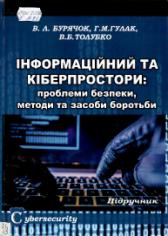 В. Л. БУРЯЧОК, Г.М.ГУЛАК,
В.Б.ТОЛУБКО
ІНФОРМАЦІЙНИЙ ТА
КІБЕРПРОСТОРИ:
проблеми безпеки,
методи та засоби боротьби
Підручник
Cybersecurity